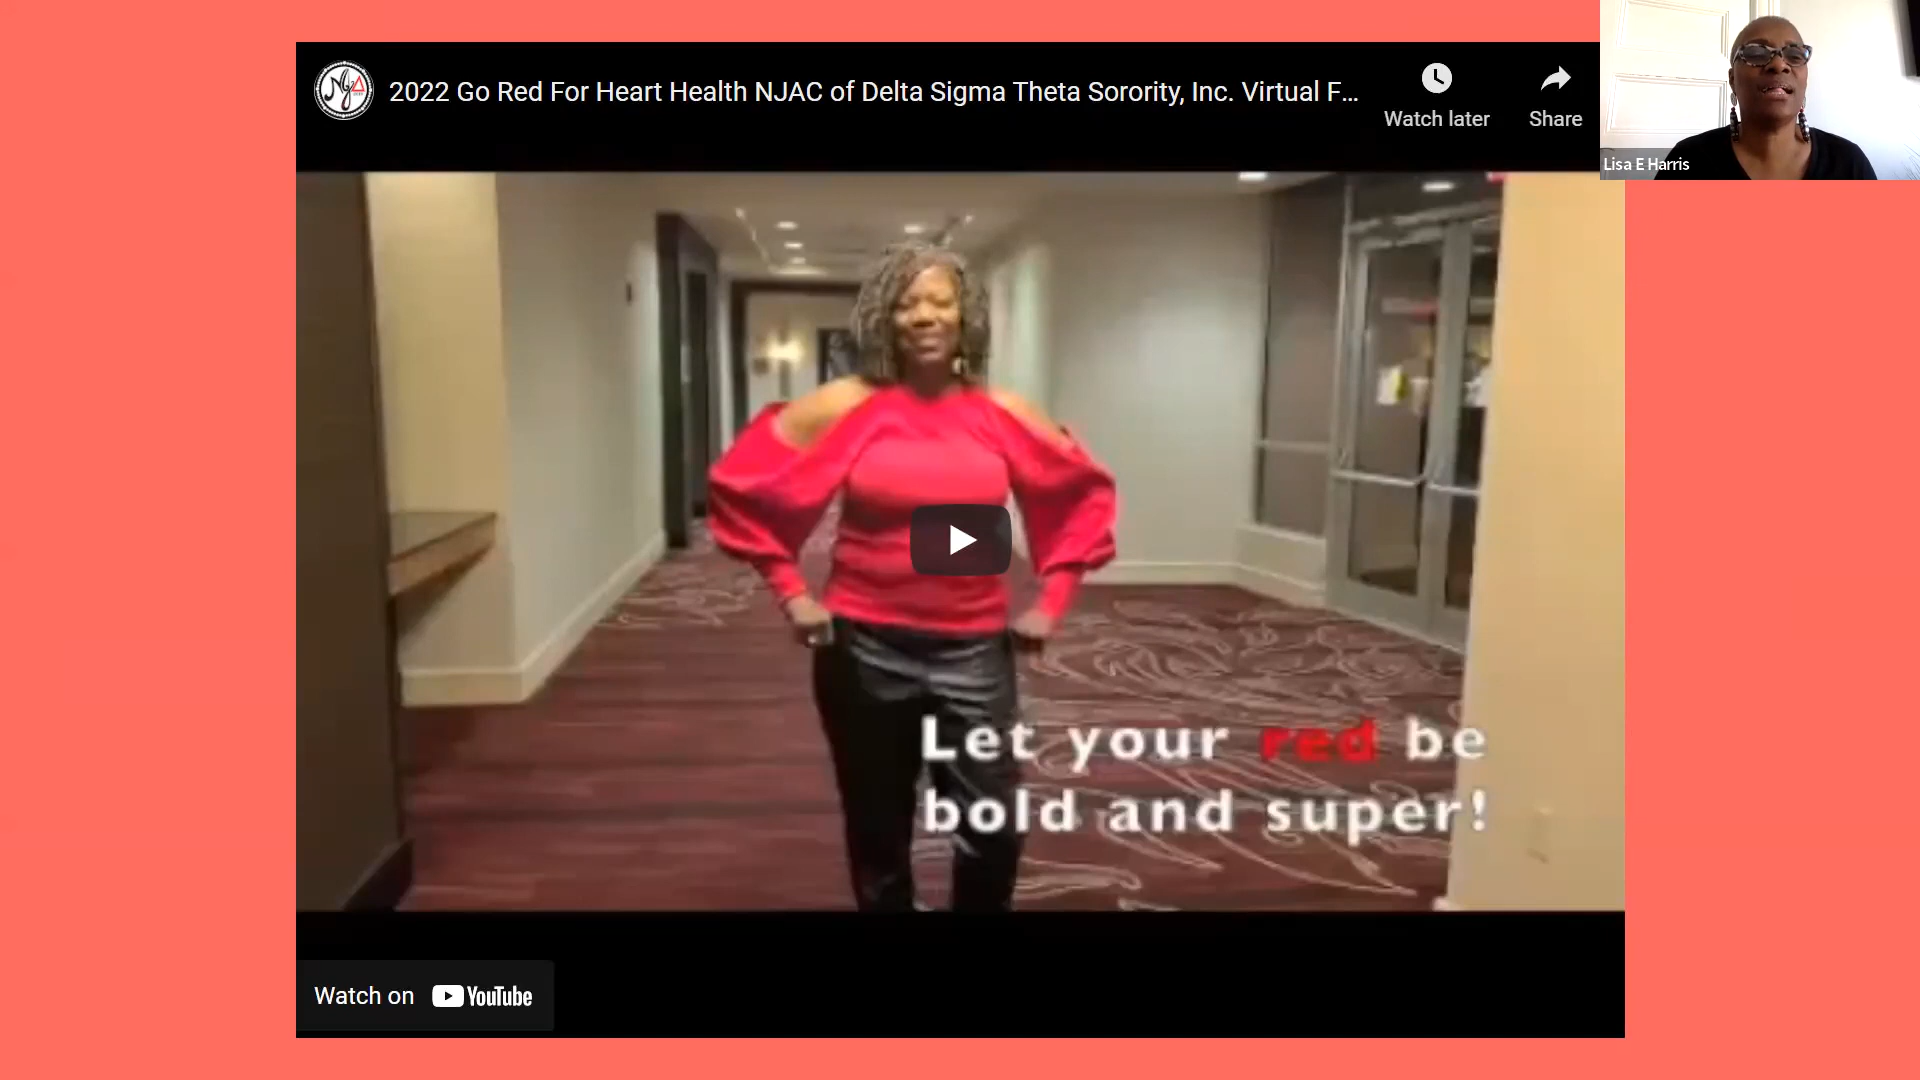 2022 Go Red For Heart Health NJAC of Delta Sigma Theta Sorority, Inc. Virtual F...
Watch later
Share
Lisa E Harris
Let your red be
bold and super!
Watch on YouTube